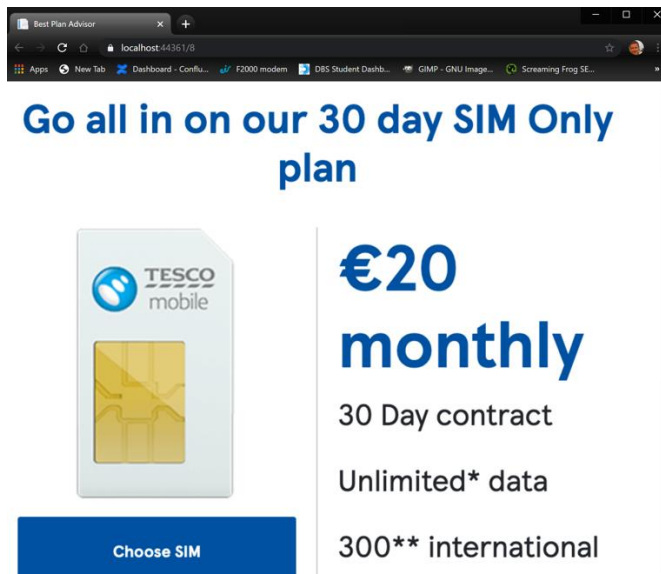 Best Plan Advisor
localhost:44361/8
Apps New Tab Dashboard - Conflu... F2000 modem DBS Student Dashb... GIMP - GNU Image... Screaming Frog SE... »
Go all in on our 30 day SIM Only
plan
TESCO
mobile
€20
monthly
30 Day contract
Unlimited* data
300** international
Choose SIM